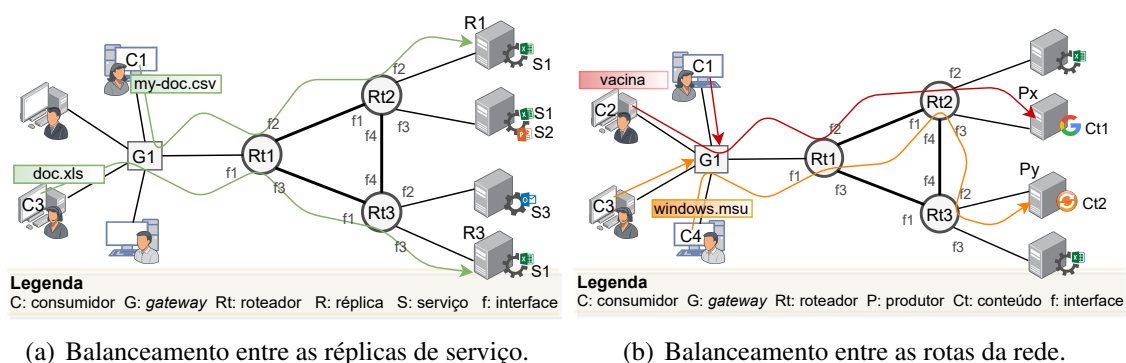 R1
C1
my-doc.csv
S1
f2
Rt2
f1
f3
f4
S1
S2
f2
G1
Rt1
f1
f3
doc.xls
C3
f4
f2
Rt3
f1
f3
S3
R3
S1
Legenda
C: consumidor G: gateway Rt: roteador R: réplica S: serviço f: interface
(a) Balanceamento entre as réplicas de serviço.
C1
vacina
C2
f2
Px
Rt2
f1
f3
f4
Ct1
f2
G1
Rt1
f1
f3
C3
windows.msu
C4
f4
f2
Py
Rt3
f1
f3
Ct2
Legenda
C: consumidor G: gateway Rt: roteador P: produtor Ct: conteúdo f: interface
(b) Balanceamento entre as rotas da rede.